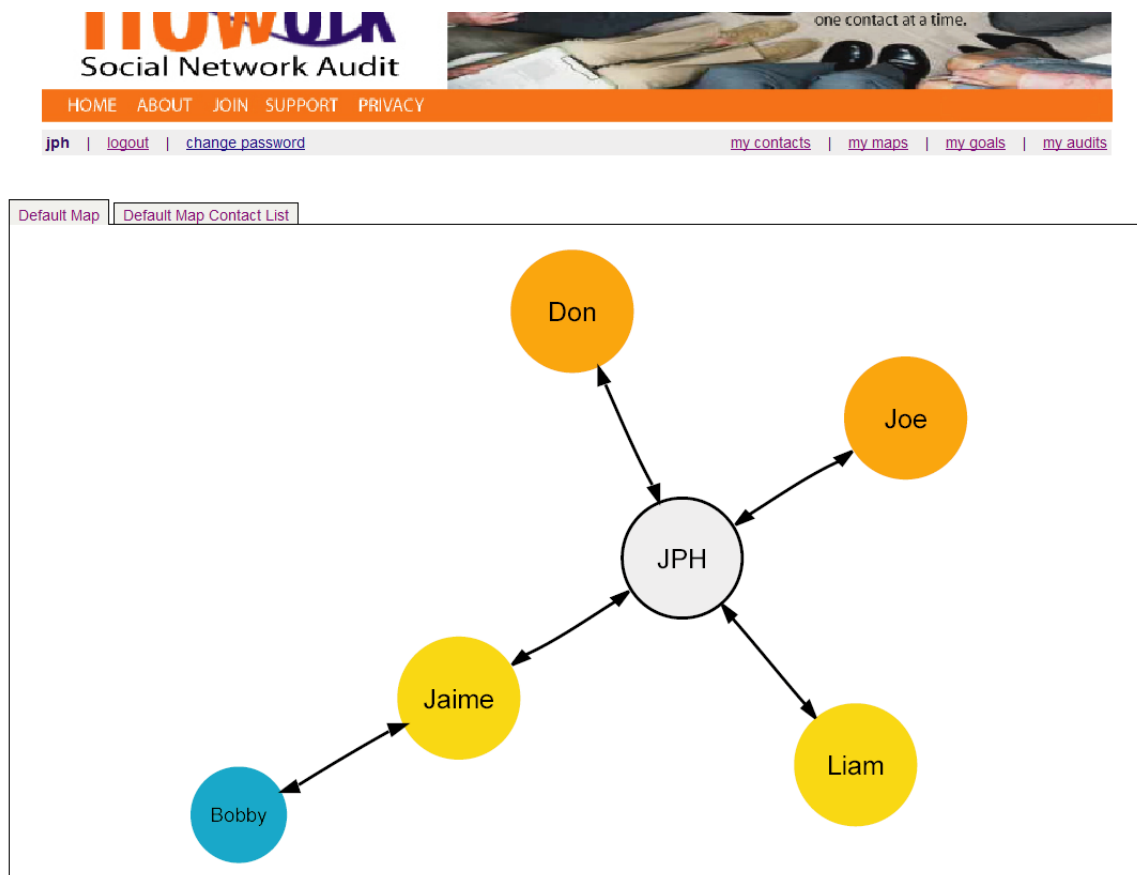 one contact at a time.
Social Network Audit
HOME ABOUT JOIN SUPPORT PRIVACY
jph | logout | change password my contacts | my maps | my goals | my audits
Default Map Default Map Contact List
Don
Joe
JPH
Jaime
Liam
Bobby